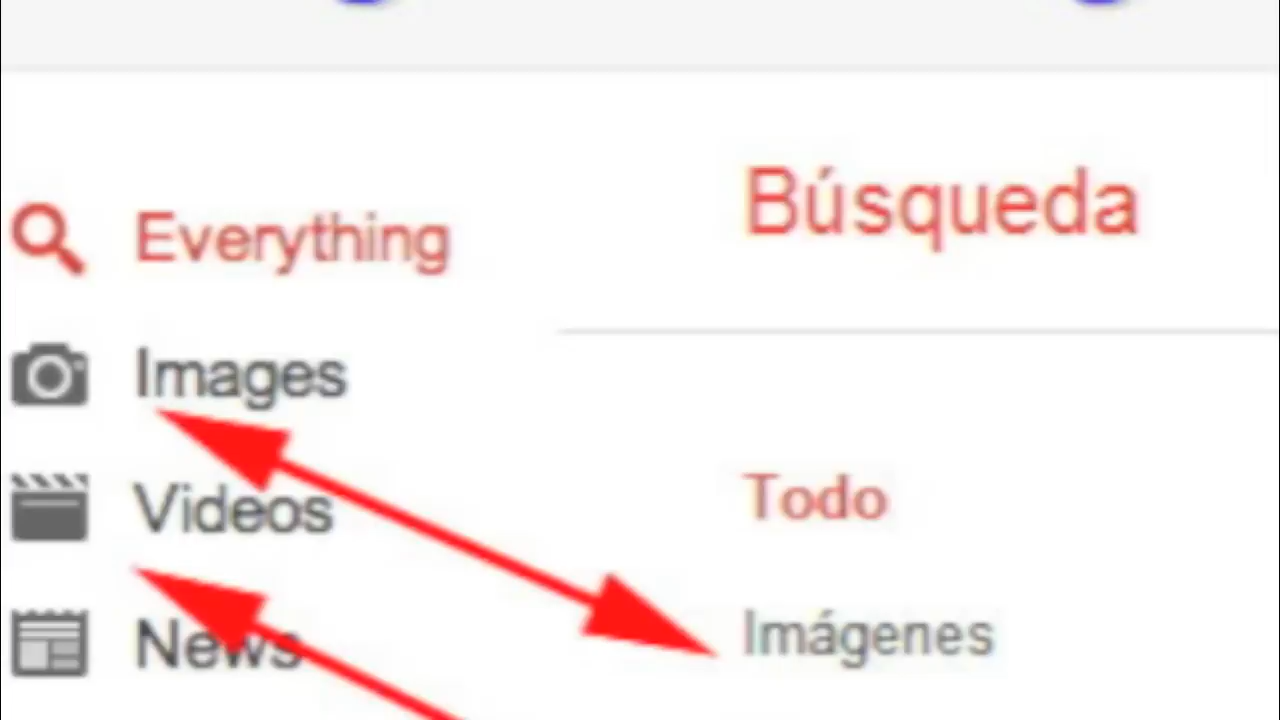 Everything
Images
Videos
News
Búsqueda
Todo
Imágenes